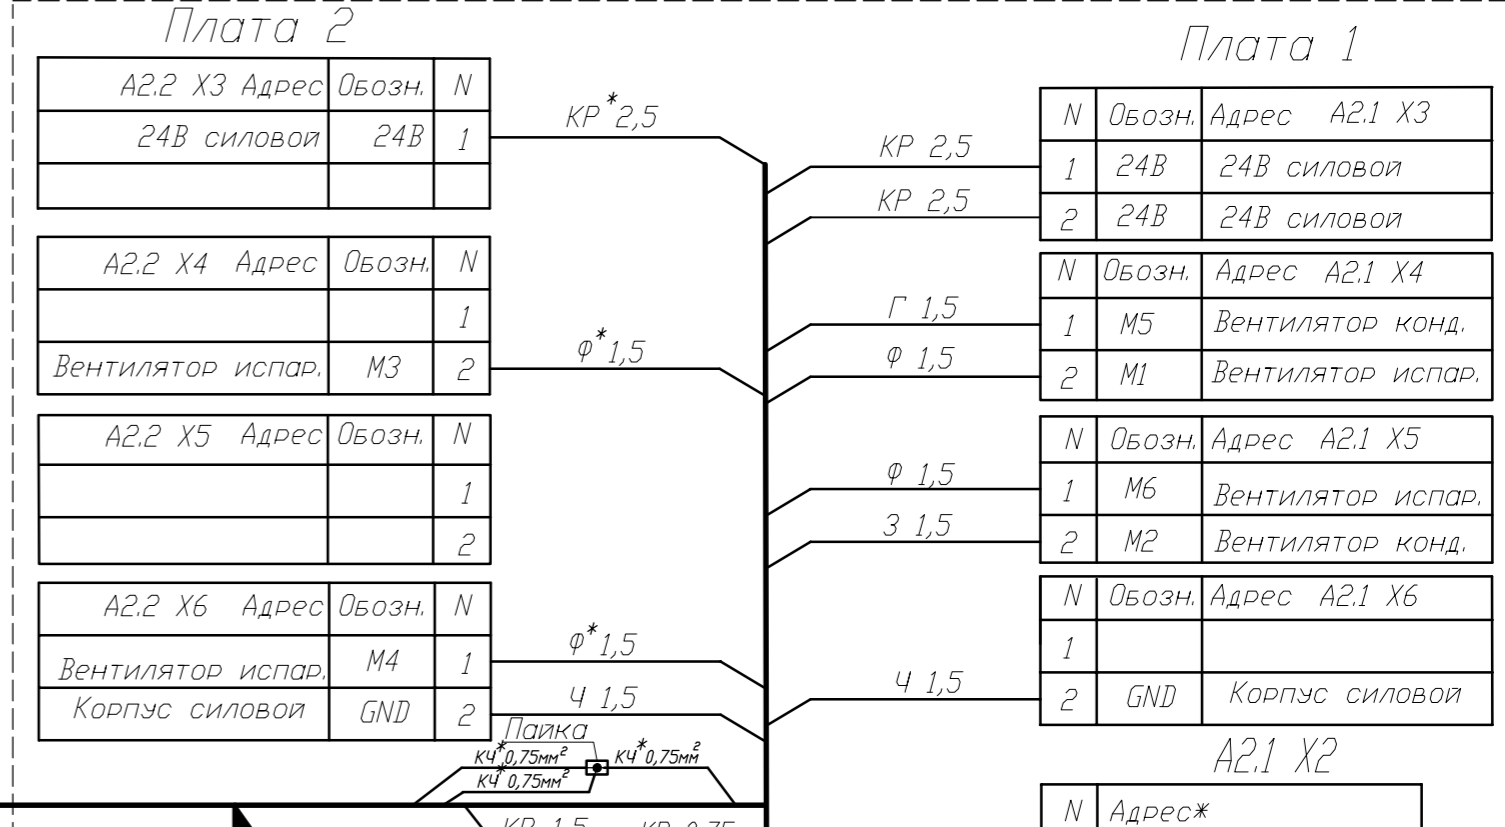 Плата 2
А2.2 Х3 Адрес Обозн. N
24В силовой 24В 1
КР*2,5
А2.2 Х4 Адрес Обозн. N
1
Вентилятор испар. М3 2
Ф*1,5
А2.2 Х5 Адрес Обозн. N
1
2
А2.2 Х6 Адрес Обозн. N
Вентилятор испар. М4 1
Ф*1,5
Корпус силовой GND 2
Ч 1,5
Пайка
КЧ*0,75мм² КЧ*0,75мм²
КЧ*0,75мм²
КР 1,5 КР 0,75
Плата 1
N Обозн. Адрес А2.1 Х3
КР 2,5
1 24В 24В силовой
КР 2,5
2 24В 24В силовой
N Обозн. Адрес А2.1 Х4
Г 1,5
1 М5 Вентилятор конд.
Ф 1,5
2 М1 Вентилятор испар.
N Обозн. Адрес А2.1 Х5
Ф 1,5
1 М6 Вентилятор испар.
З 1,5
2 М2 Вентилятор конд.
N Обозн. Адрес А2.1 Х6
1
Ч 1,5
2 GND Корпус силовой
А2.1 Х2
N Адрес*